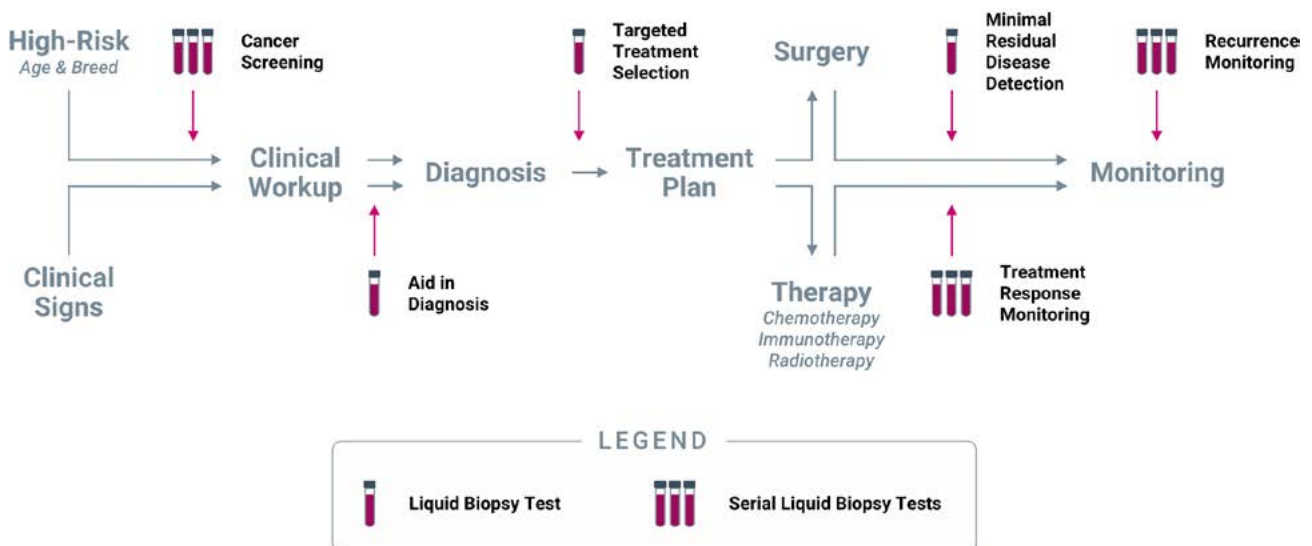 High-Risk
Age & Breed
Cancer
Screening
Targeted
Treatment
Selection
Surgery
Minimal
Residual
Disease
Detection
Recurrence
Monitoring
Clinical
Workup
Diagnosis
Treatment
Plan
Monitoring
Clinical
Signs
Aid in
Diagnosis
Therapy
Chemotherapy
Immunotherapy
Radiotherapy
Treatment
Response
Monitoring
LEGEND
Liquid Biopsy Test
Serial Liquid Biopsy Tests